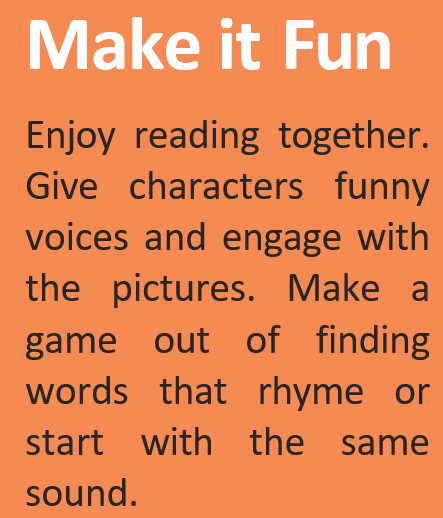 Make it Fun
Enjoy reading together.
Give characters funny
voices and engage with
the pictures. Make a
game out of finding
words that rhyme or
start with the same
sound.